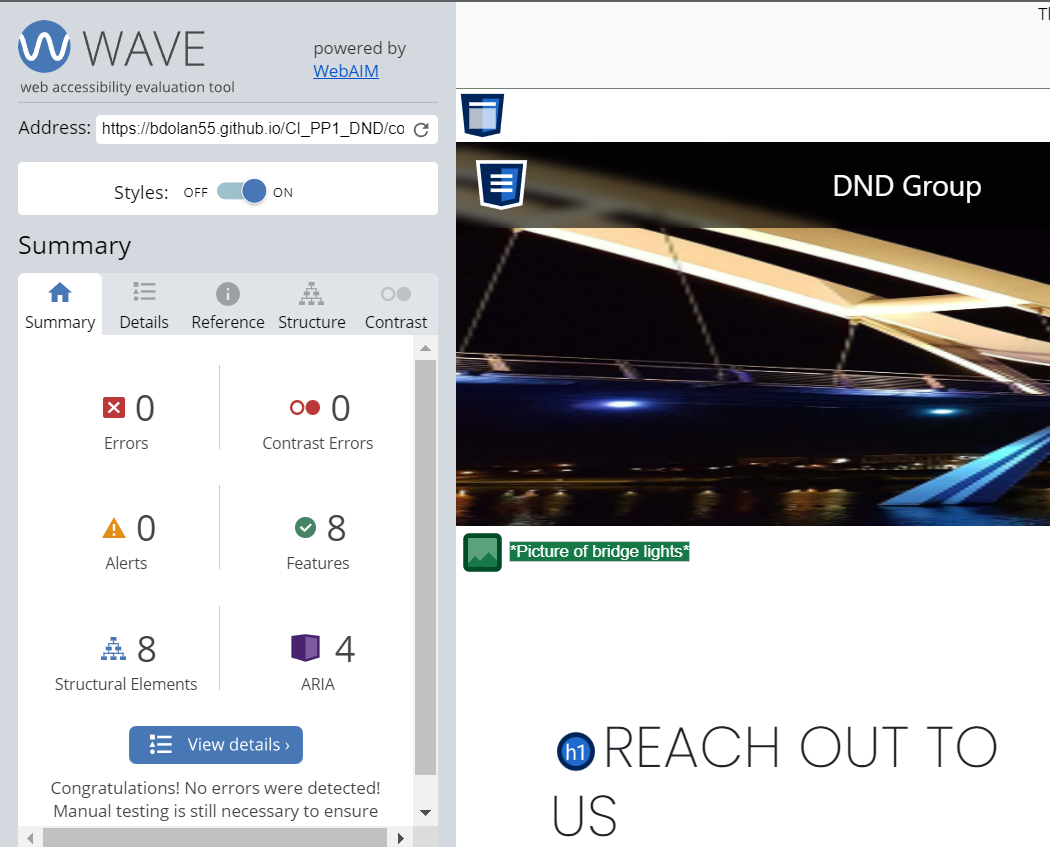 WAVE
powered by
WebAIM
web accessibility evaluation tool
Address: https://bdolan55.github.io/CI_PP1_DND/co
Styles: OFF ON
Summary
Summary Details Reference Structure Contrast
0 0
Errors Contrast Errors
0 8
Alerts Features
8 4
Structural Elements ARIA
View details ›
Congratulations! No errors were detected!
Manual testing is still necessary to ensure
DND Group
*Picture of bridge lights*
h1 REACH OUT TO
US